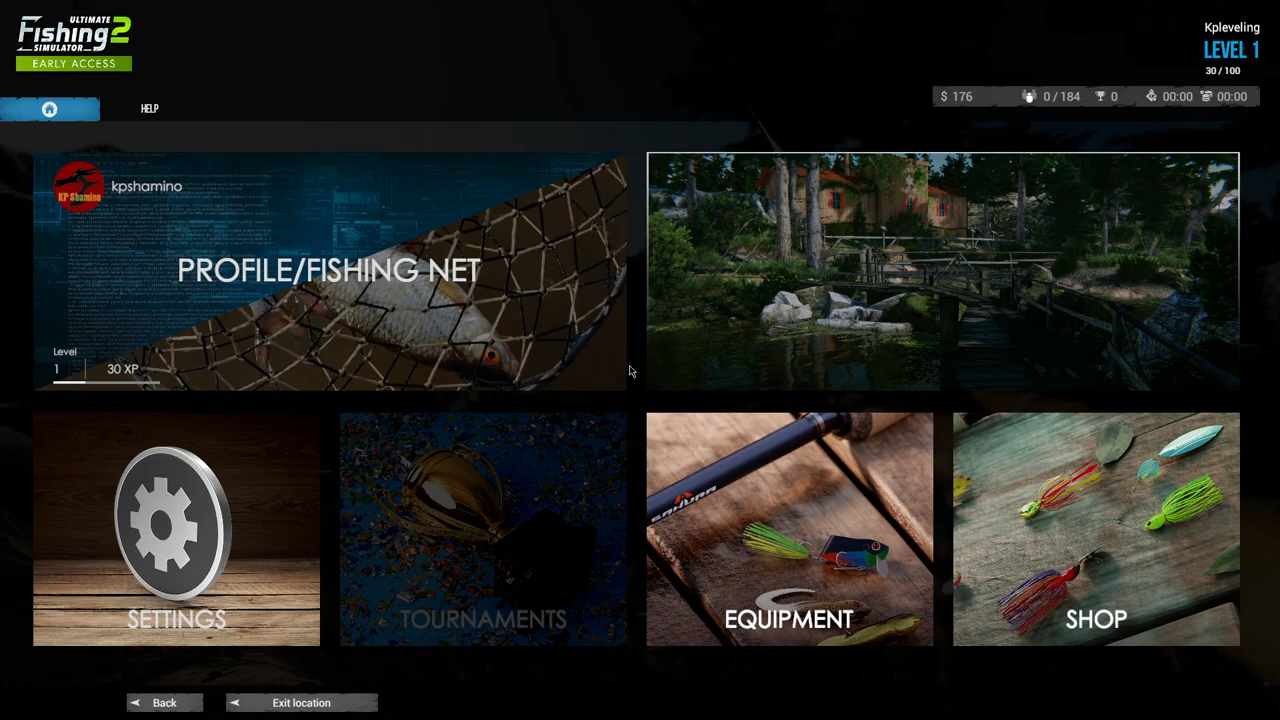 ULTIMATE
Fishing 2
SIMULATOR
EARLY ACCESS
Kpleveling
LEVEL 1
30 / 100
$ 176
0 / 184
0
00:00
00:00
HELP
kpshamino
KP Shamino
PROFILE/FISHING NET
Level
1
30 XP
SAKURA
SETTINGS
TOURNAMENTS
EQUIPMENT
SHOP
Back
Exit location